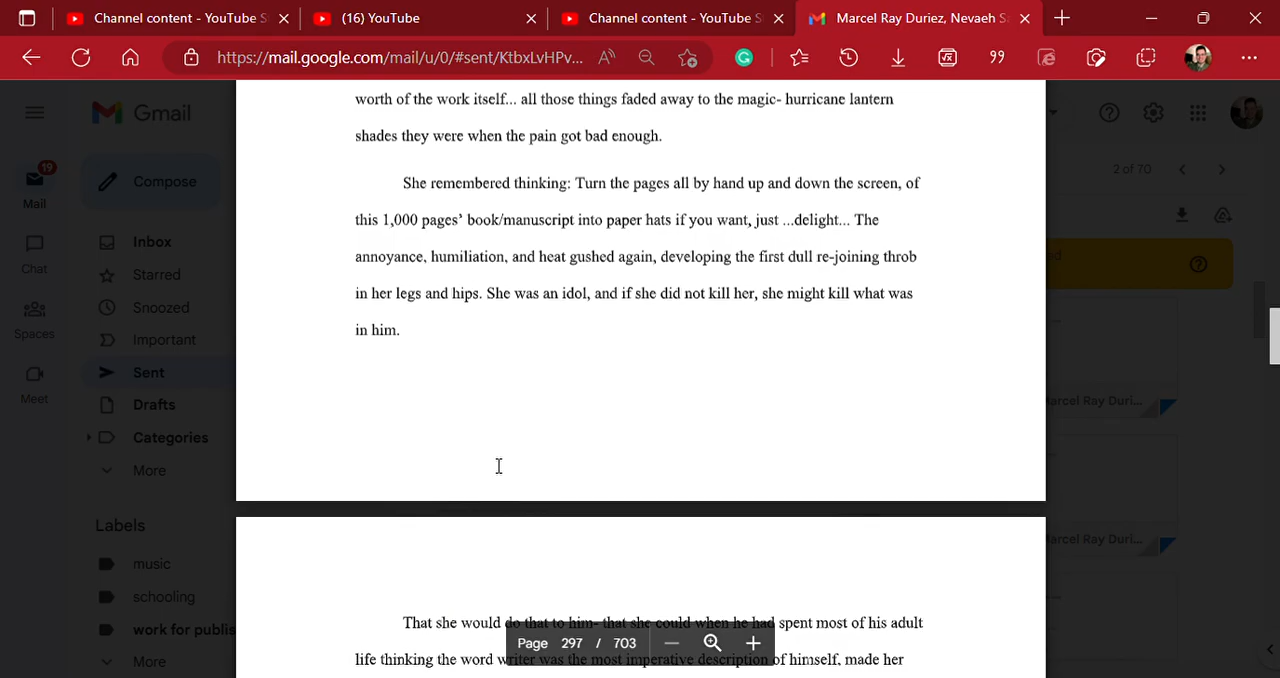 Channel content - YouTube S
(16) YouTube
Channel content - YouTube S
Marcel Ray Duriez, Nevaeh S
https://mail.google.com/mail/u/0/#sent/KtbxLvHPv...
Gmail
2 of 70
Compose
19
Mail
Chat
Spaces
Meet
Inbox
Starred
Snoozed
Important
Sent
Drafts
Categories
More
Labels
music
schooling
work for publis
More
worth of the work itself... all those things faded away to the magic- hurricane lantern
shades they were when the pain got bad enough.
She remembered thinking: Turn the pages all by hand up and down the screen, of
this 1,000 pages' book/manuscript into paper hats if you want, just ...delight... The
annoyance, humiliation, and heat gushed again, developing the first dull re-joining throb
in her legs and hips. She was an idol, and if she did not kill her, she might kill what was
in him.
That she would do that to him- that she could when he had spent most of his adult
life thinking the word writer was the most imperative description of himself, made her
Page 297 / 703
arcel Ray Duri...
Marcel Ray Duri...